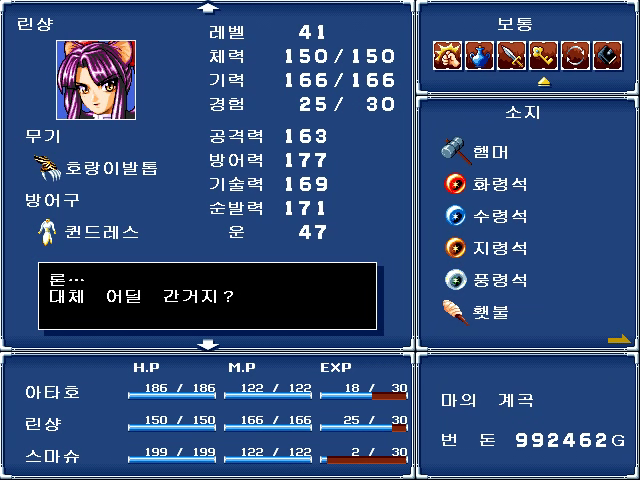 린샹
레벨 41
체력 150/150
기력 166/166
경험 25/ 30
무기
호랑이발톱
방어구
퀸드레스
공격력 163
방어력 177
기술력 169
순발력 171
운 47
론…
대체 어딜 간거지?
보통
소지
햄머
화령석
수령석
지령석
풍령석
횃불
H.P M.P EXP
아타호 186 / 186 122 / 122 18 / 30
린샹 150 / 150 166 / 166 25 / 30
스마슈 199 / 199 122 / 122 2 / 30
마의 계곡
번 돈 992462G